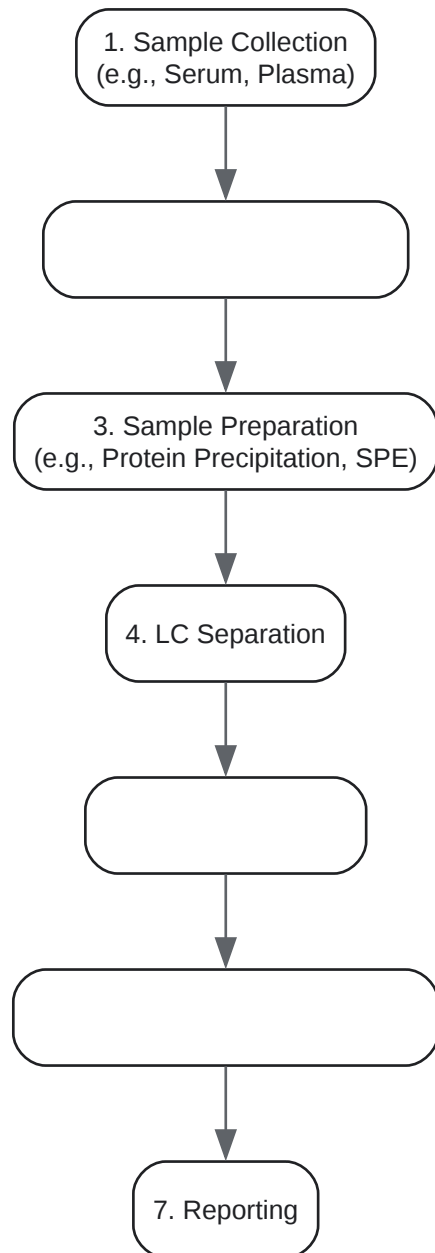 1. Sample Collection
(e.g., Serum, Plasma)
3. Sample Preparation
(e.g., Protein Precipitation, SPE)
4. LC Separation
7. Reporting